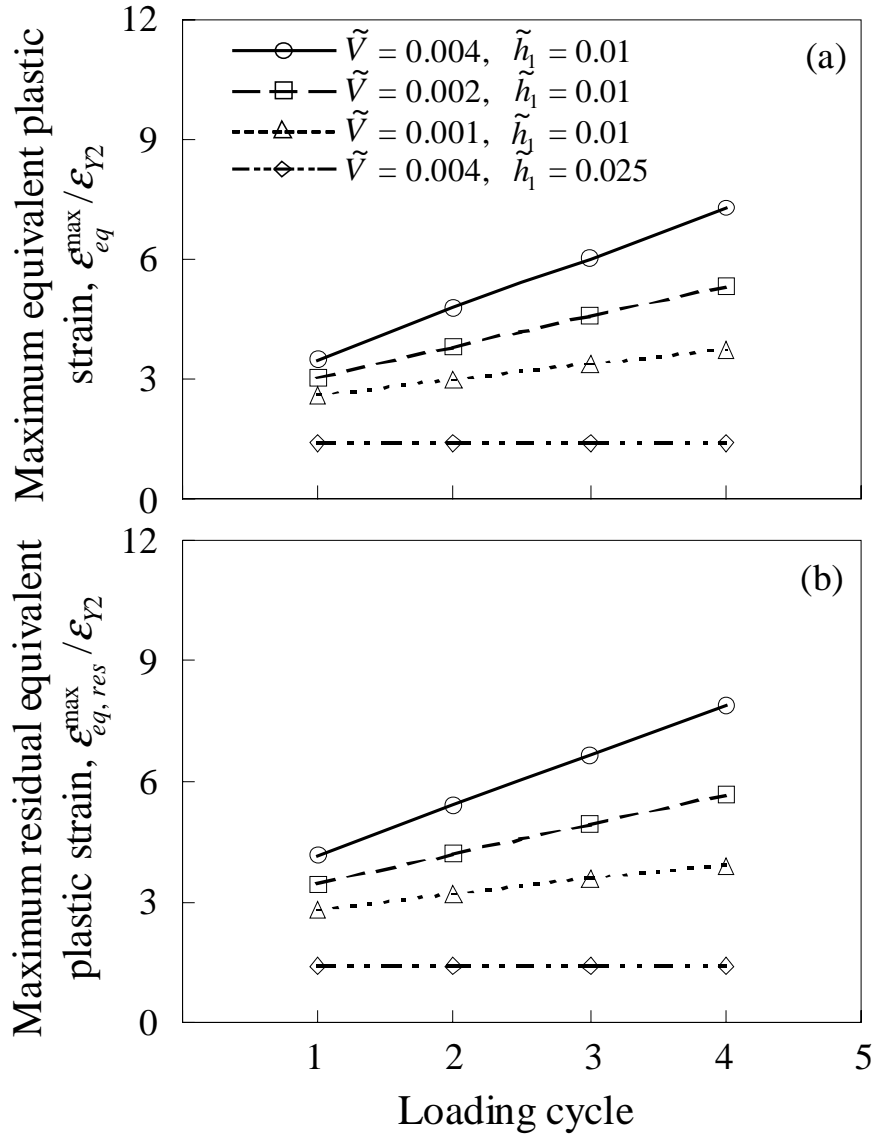 12
9
6
3
0
Maximum equivalent plastic
strain, ε_eq^max/ε_Y2
Ṽ = 0.004, h̃₁ = 0.01
Ṽ = 0.002, h̃₁ = 0.01
Ṽ = 0.001, h̃₁ = 0.01
Ṽ = 0.004, h̃₁ = 0.025
(a)
12
9
6
3
0
Maximum residual equivalent
plastic strain, ε_eq, res^max/ε_Y2
(b)
1 2 3 4 5
Loading cycle